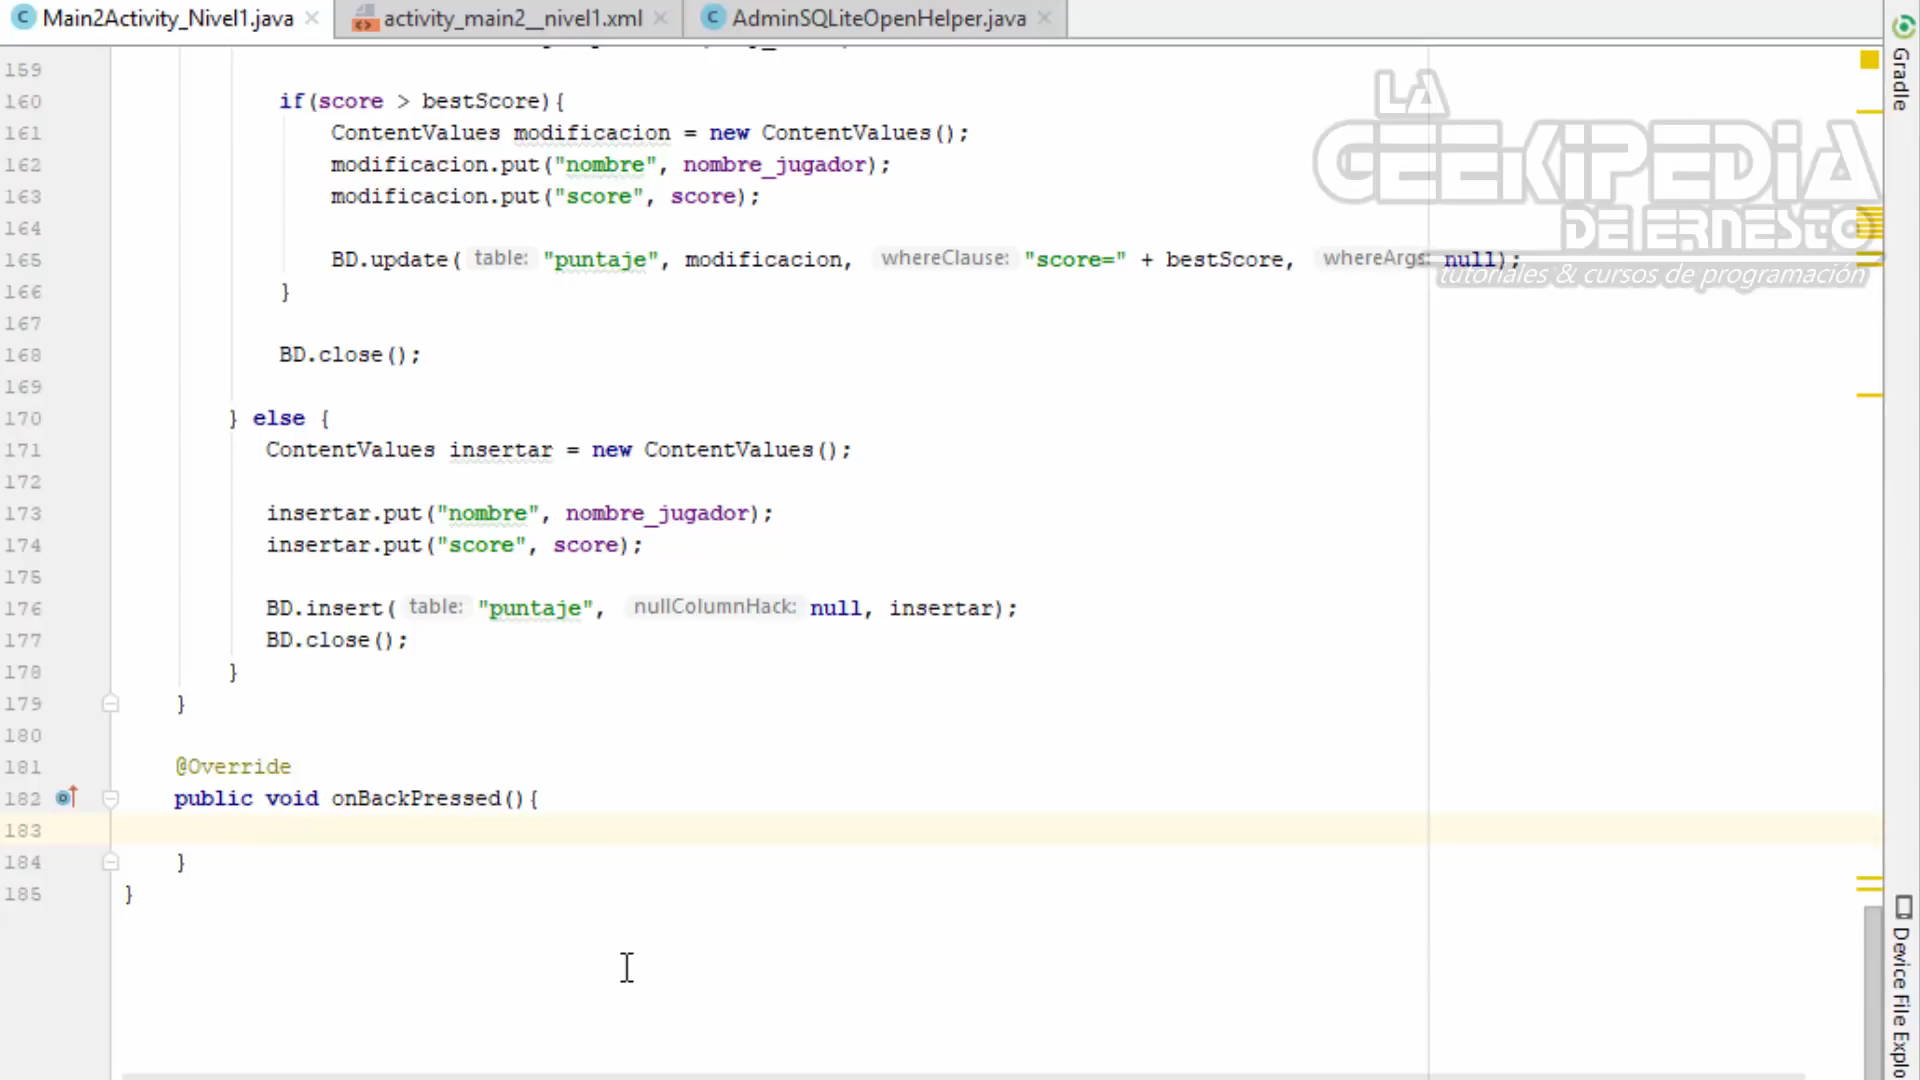 Main2Activity_Nivel1.java
activity_main2__nivel1.xml
AdminSQLiteOpenHelper.java
159
160 if(score > bestScore){
161 ContentValues modificacion = new ContentValues();
162 modificacion.put("nombre", nombre_jugador);
163 modificacion.put("score", score);
164
165 BD.update( table: "puntaje", modificacion, whereClause: "score=" + bestScore, whereArgs: null);
166 }
167
168 BD.close();
169
170 } else {
171 ContentValues insertar = new ContentValues();
172
173 insertar.put("nombre", nombre_jugador);
174 insertar.put("score", score);
175
176 BD.insert( table: "puntaje", nullColumnHack: null, insertar);
177 BD.close();
178 }
179 }
180
181 @Override
182 public void onBackPressed(){
183
184 }
185 }
LA
GEEKIPEDIA
DE ERNESTO
tutoriales & cursos de programación
Gradle
Device File Explo